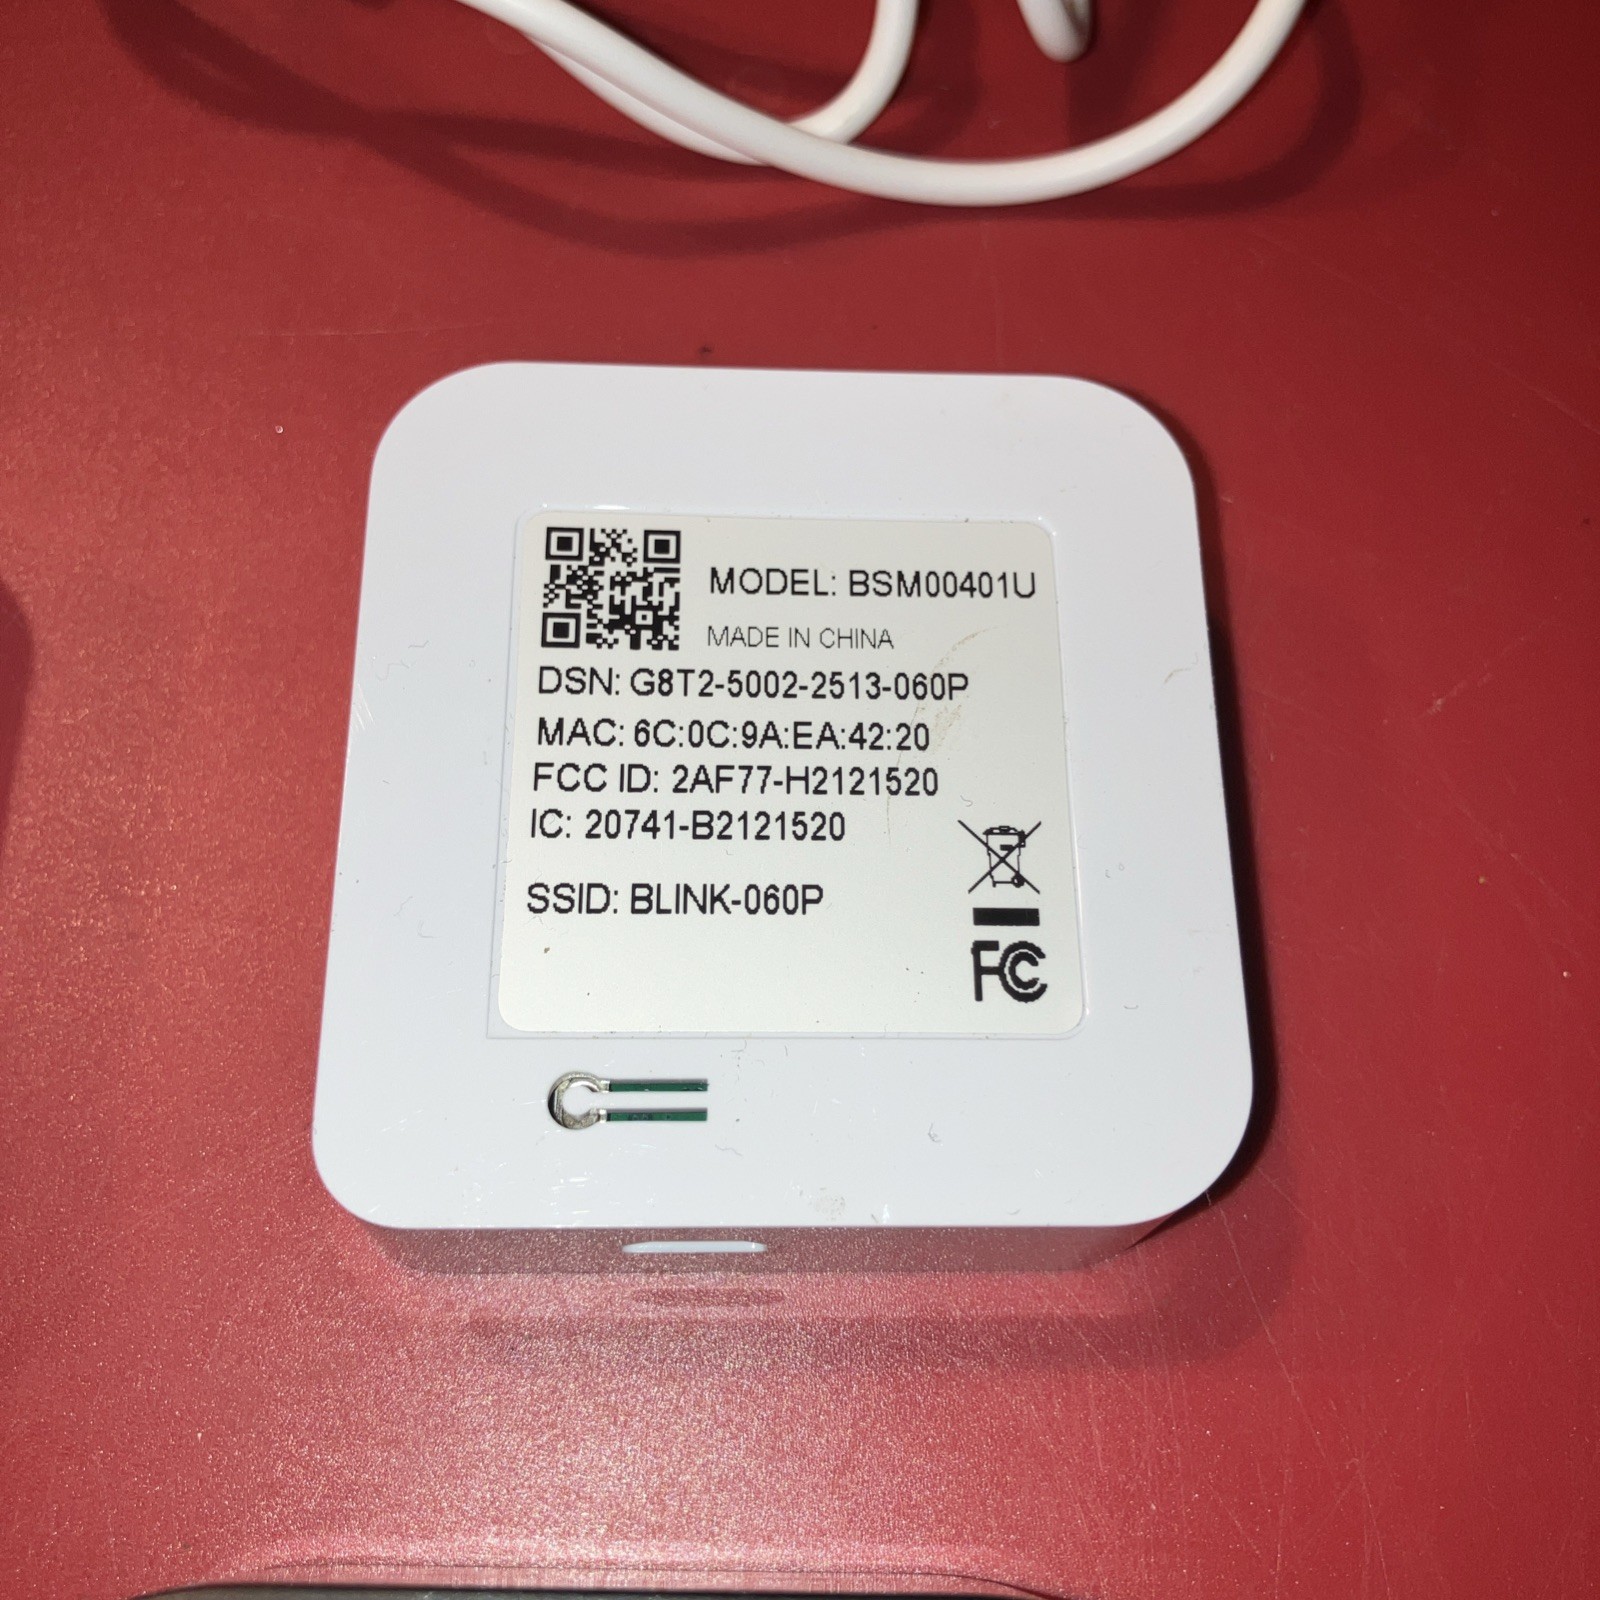 MODEL: BSM00401U
MADE IN CHINA
DSN: G8T2-5002-2513-060P
MAC: 6C:0C:9A:EA:42:20
FCC ID: 2AF77-H2121520
IC: 20741-B2121520
SSID: BLINK-060P
FC